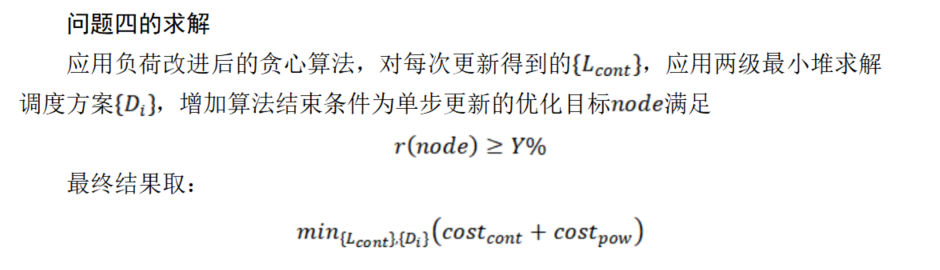 问题四的求解
应用负荷改进后的贪心算法，对每次更新得到的{L_cont}，应用两级最小堆求解
调度方案{D_i}，增加算法结束条件为单步更新的优化目标node满足
r(node) ≥ Y%
最终结果取：
min_{{L_cont},{D_i}}(cost_cont + cost_pow)